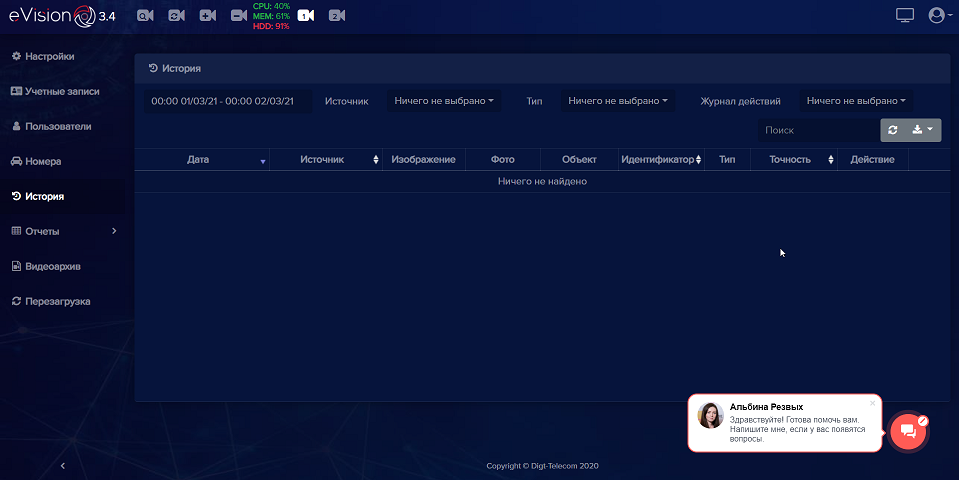 eVision 3.4
CPU: 40%
MEM: 61%
HDD: 91%
1
2
Настройки
Учетные записи
Пользователи
Номера
История
Отчеты
Видеоархив
Перезагрузка
История
00:00 01/03/21 - 00:00 02/03/21 Источник Ничего не выбрано Тип Ничего не выбрано Журнал действий Ничего не выбрано
Поиск
Дата Источник Изображение Фото Объект Идентификатор Тип Точность Действие
Ничего не найдено
Альбина Резвых
Здравствуйте! Готова помочь вам.
Напишите мне, если у вас появятся
вопросы.
Copyright © Digt-Telecom 2020